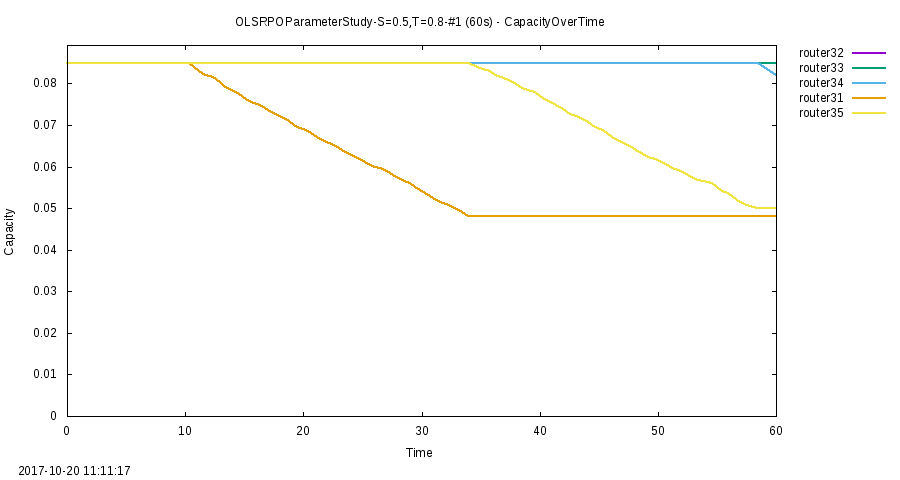 OLSRPOParameterStudy-S=0.5,T=0.8-#1 (60s) - CapacityOverTime
router32
router33
router34
router31
router35
0.08
0.07
0.06
0.05
0.04
0.03
0.02
0.01
0
Capacity
0 10 20 30 40 50 60
Time
2017-10-20 11:11:17